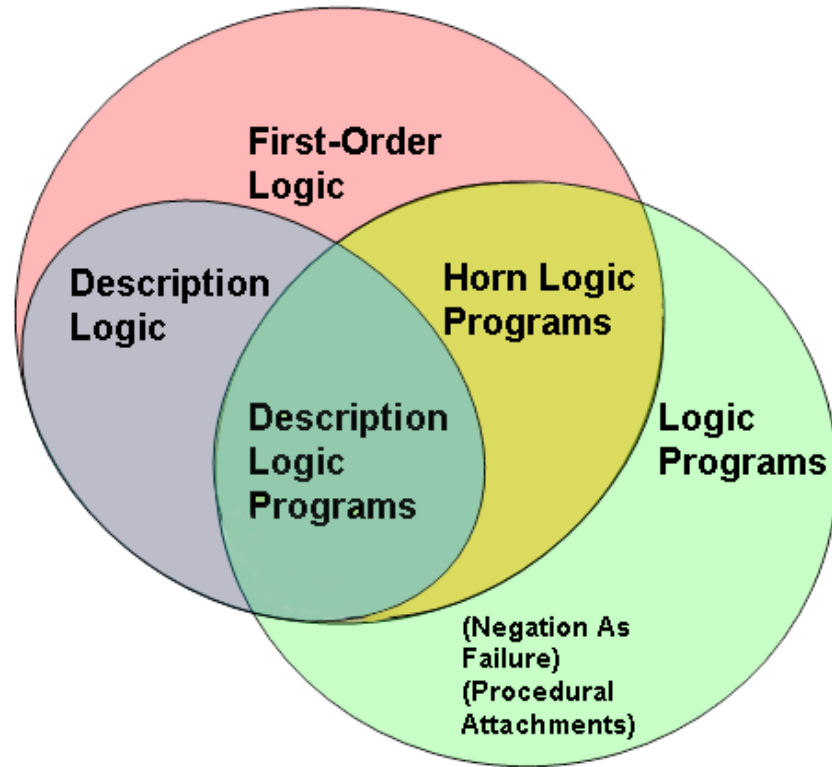 First-Order
Logic
Description
Logic
Horn Logic
Programs
Description
Logic
Programs
Logic
Programs
(Negation As
Failure)
(Procedural
Attachments)